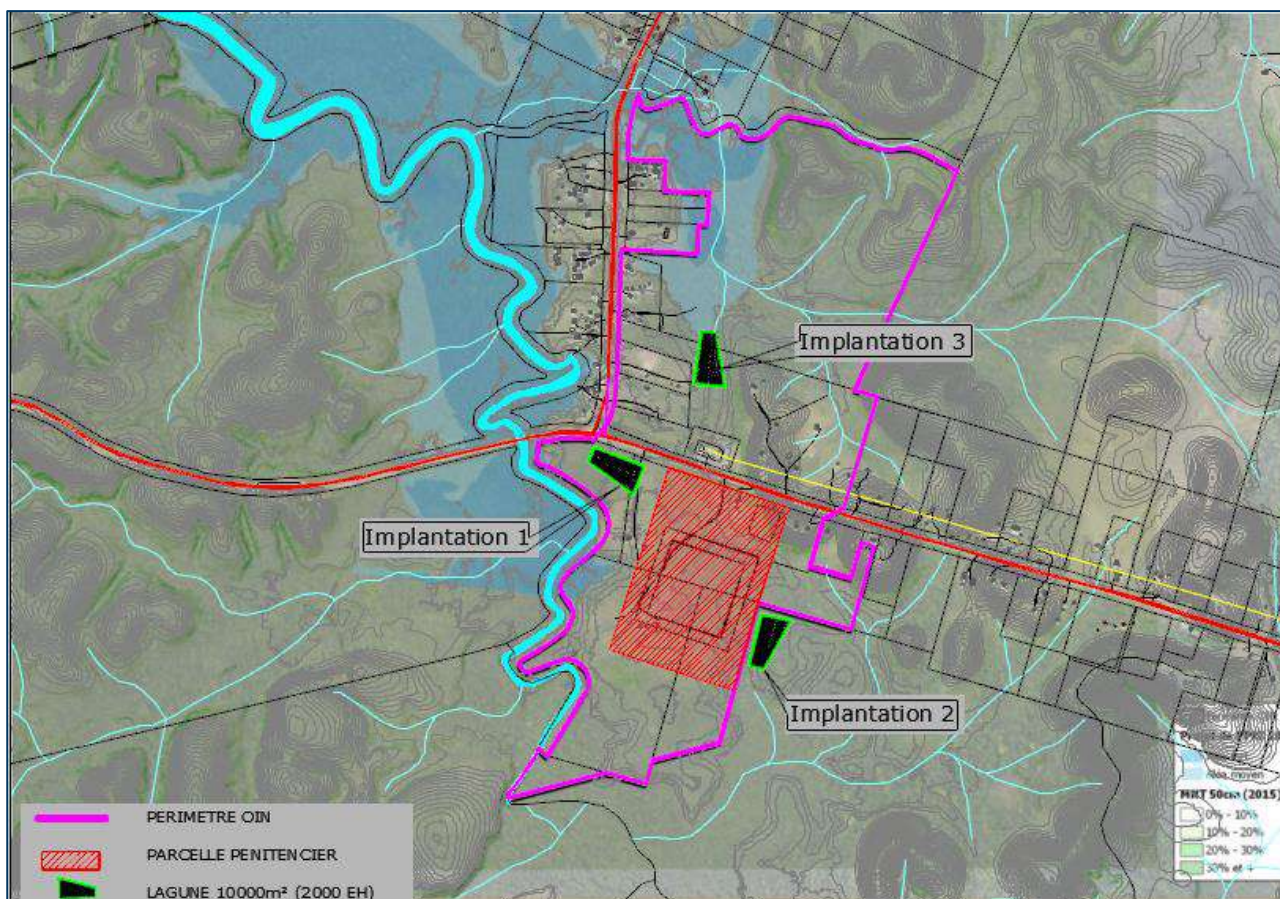 Implantation 3
Implantation 1
Implantation 2
PERIMETRE OIN
PARCELLE PENITENCIER
LAGUNE 10000m² (2000 EH)
moyen
MNT 50cm (2015)
0% - 10%
10% - 20%
20% - 30%
30% et +